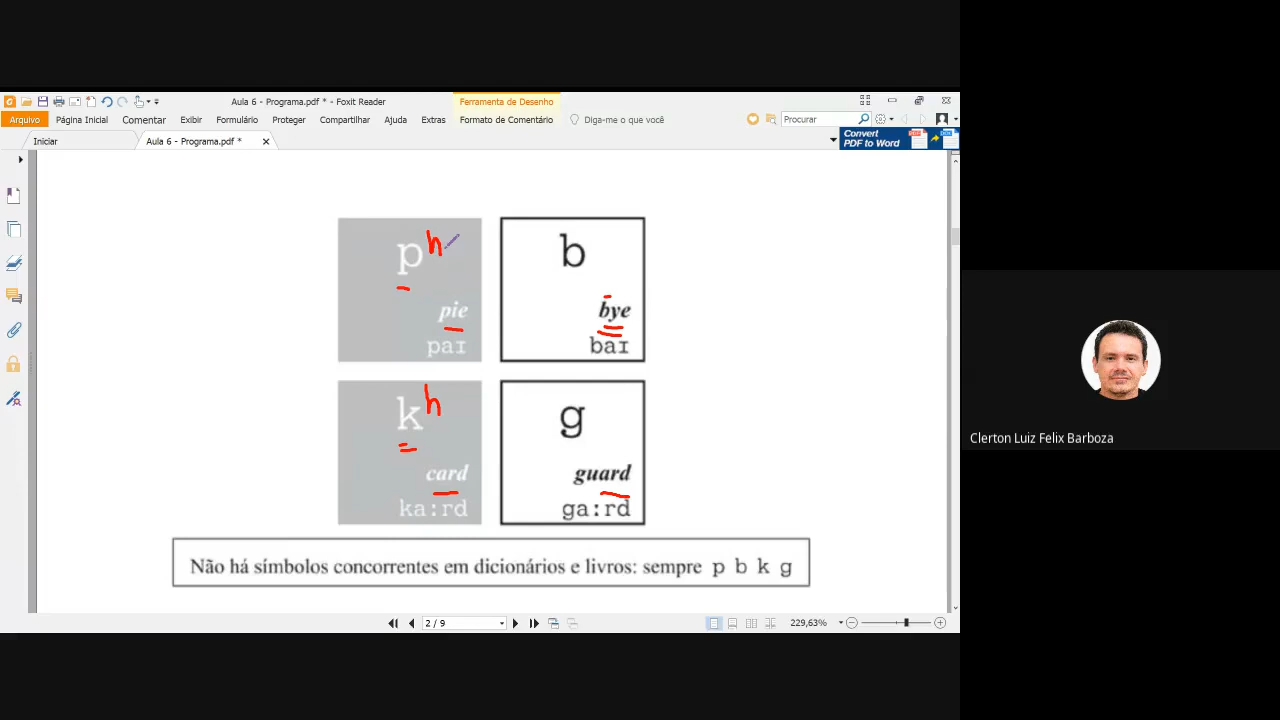 Aula 6 - Programa.pdf * - Foxit Reader
Ferramenta de Desenho
Arquivo
Página Inicial
Comentar
Exibir
Formulário
Proteger
Compartilhar
Ajuda
Extras
Formato de Comentário
Diga-me o que você
Procurar
Iniciar
Aula 6 - Programa.pdf *
Convert
PDF to Word
p h
pie
paɪ
b
bye
baɪ
k h
card
ka:rd
g
guard
ga:rd
Não há símbolos concorrentes em dicionários e livros: sempre p b k g
2 / 9
229,63%
Clerton Luiz Felix Barboza